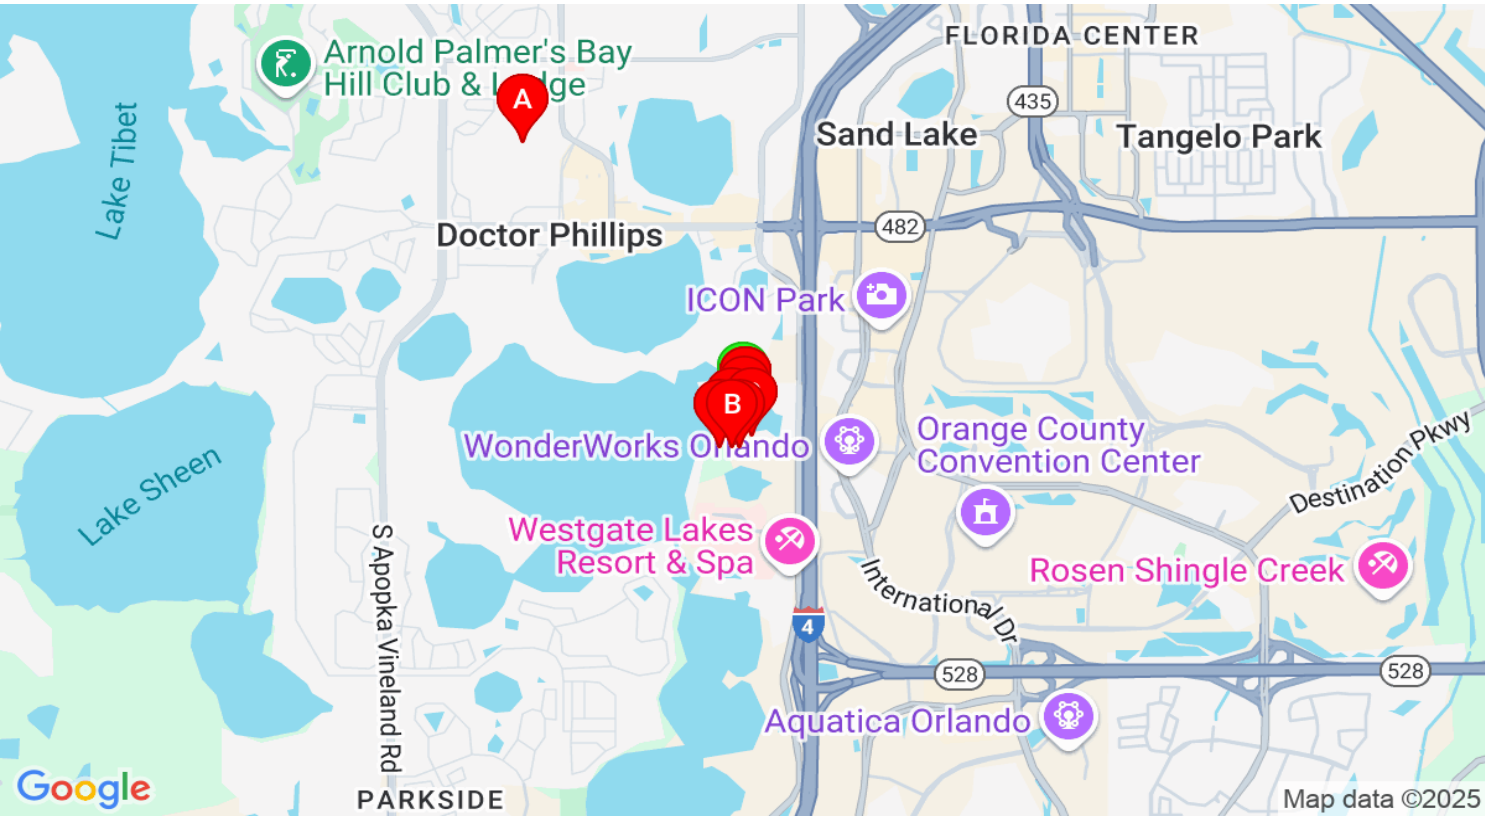 FLORIDA CENTER
Arnold Palmer's Bay
Hill Club & Lodge
A
435
Sand Lake
Tangelo Park
Lake Tibet
482
Doctor Phillips
ICON Park
B
WonderWorks Orlando
Orange County
Convention Center
Destination Pkwy
Lake Sheen
Westgate Lakes
Resort & Spa
S Apopka Vineland Rd
International Dr
Rosen Shingle Creek
4
528
528
Aquatica Orlando
Google
PARKSIDE
Map data ©2025